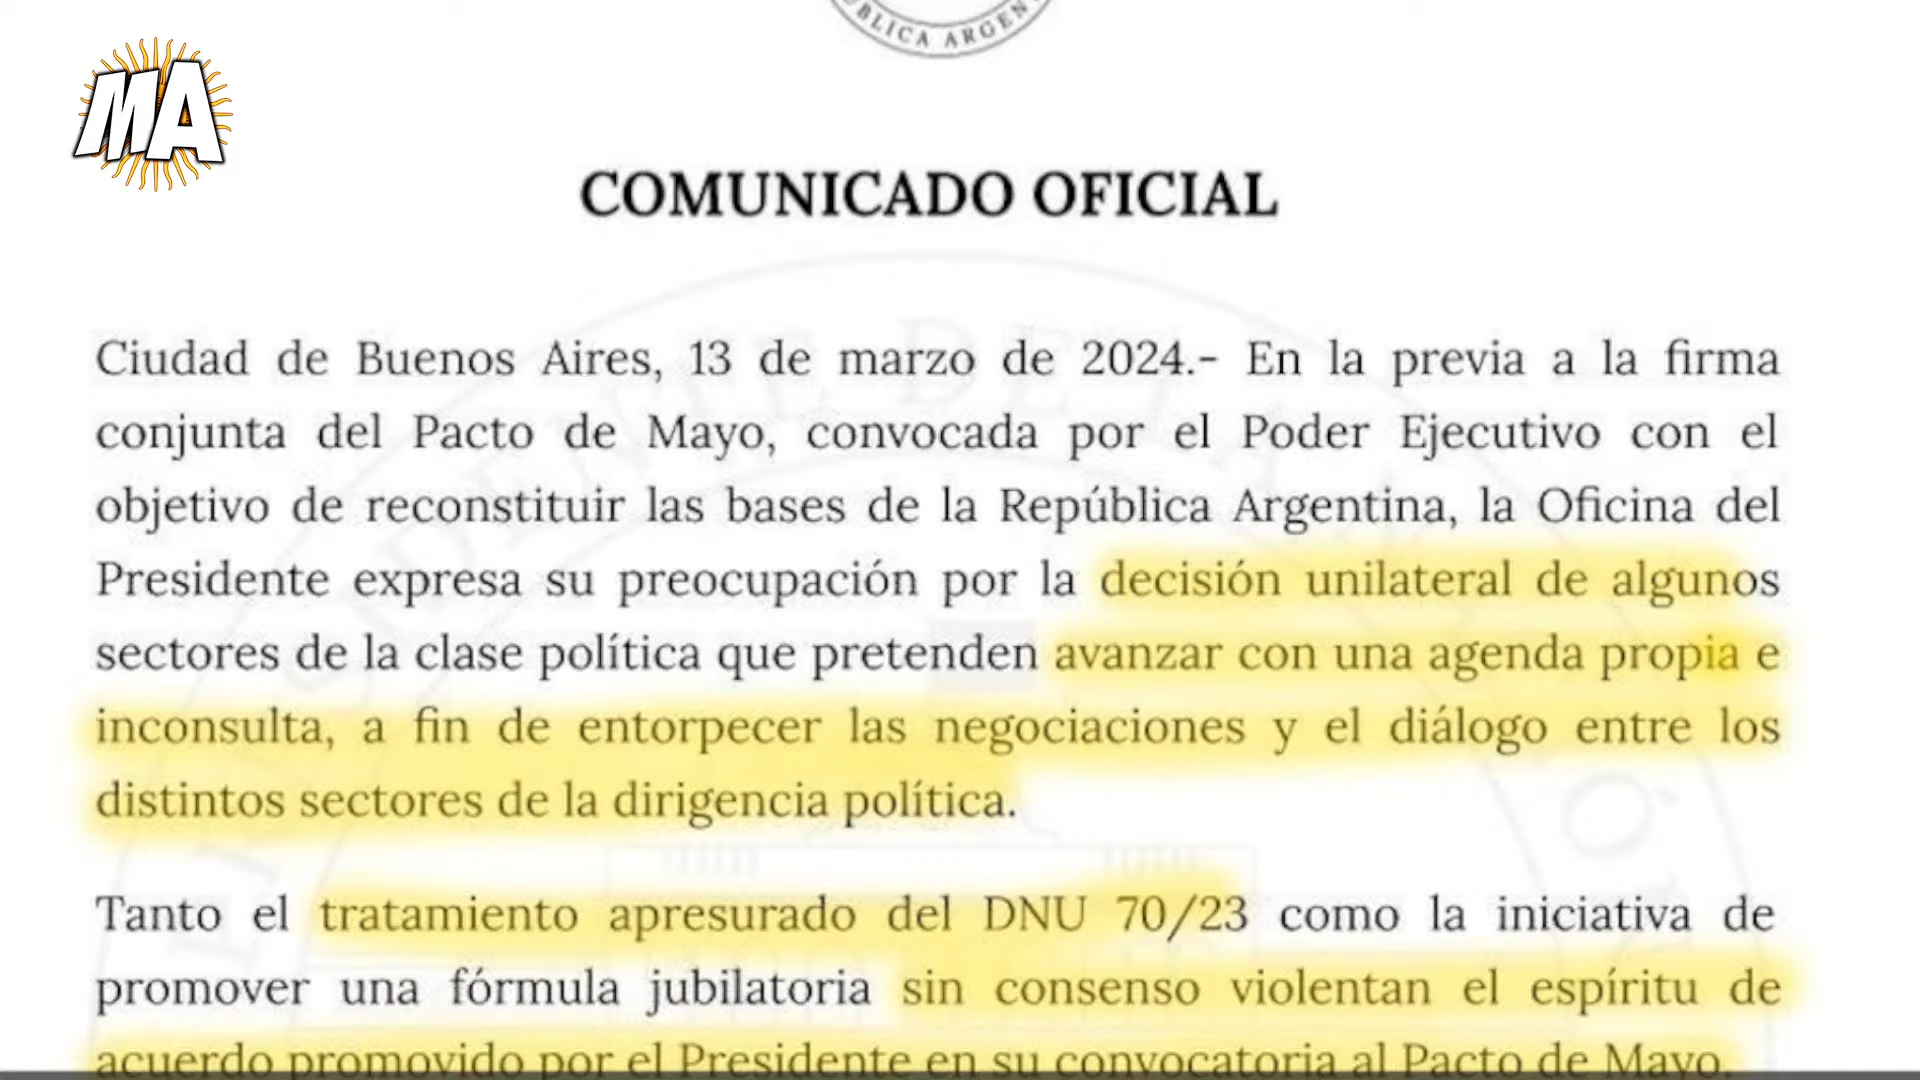 BLICA ARGEN
MA
COMUNICADO OFICIAL
Ciudad de Buenos Aires, 13 de marzo de 2024.- En la previa a la firma
conjunta del Pacto de Mayo, convocada por el Poder Ejecutivo con el
objetivo de reconstituir las bases de la República Argentina, la Oficina del
Presidente expresa su preocupación por la decisión unilateral de algunos
sectores de la clase política que pretenden avanzar con una agenda propia e
inconsulta, a fin de entorpecer las negociaciones y el diálogo entre los
distintos sectores de la dirigencia política.
Tanto el tratamiento apresurado del DNU 70/23 como la iniciativa de
promover una fórmula jubilatoria sin consenso violentan el espíritu de
acuerdo promovido por el Presidente en su convocatoria al Pacto de Mayo.